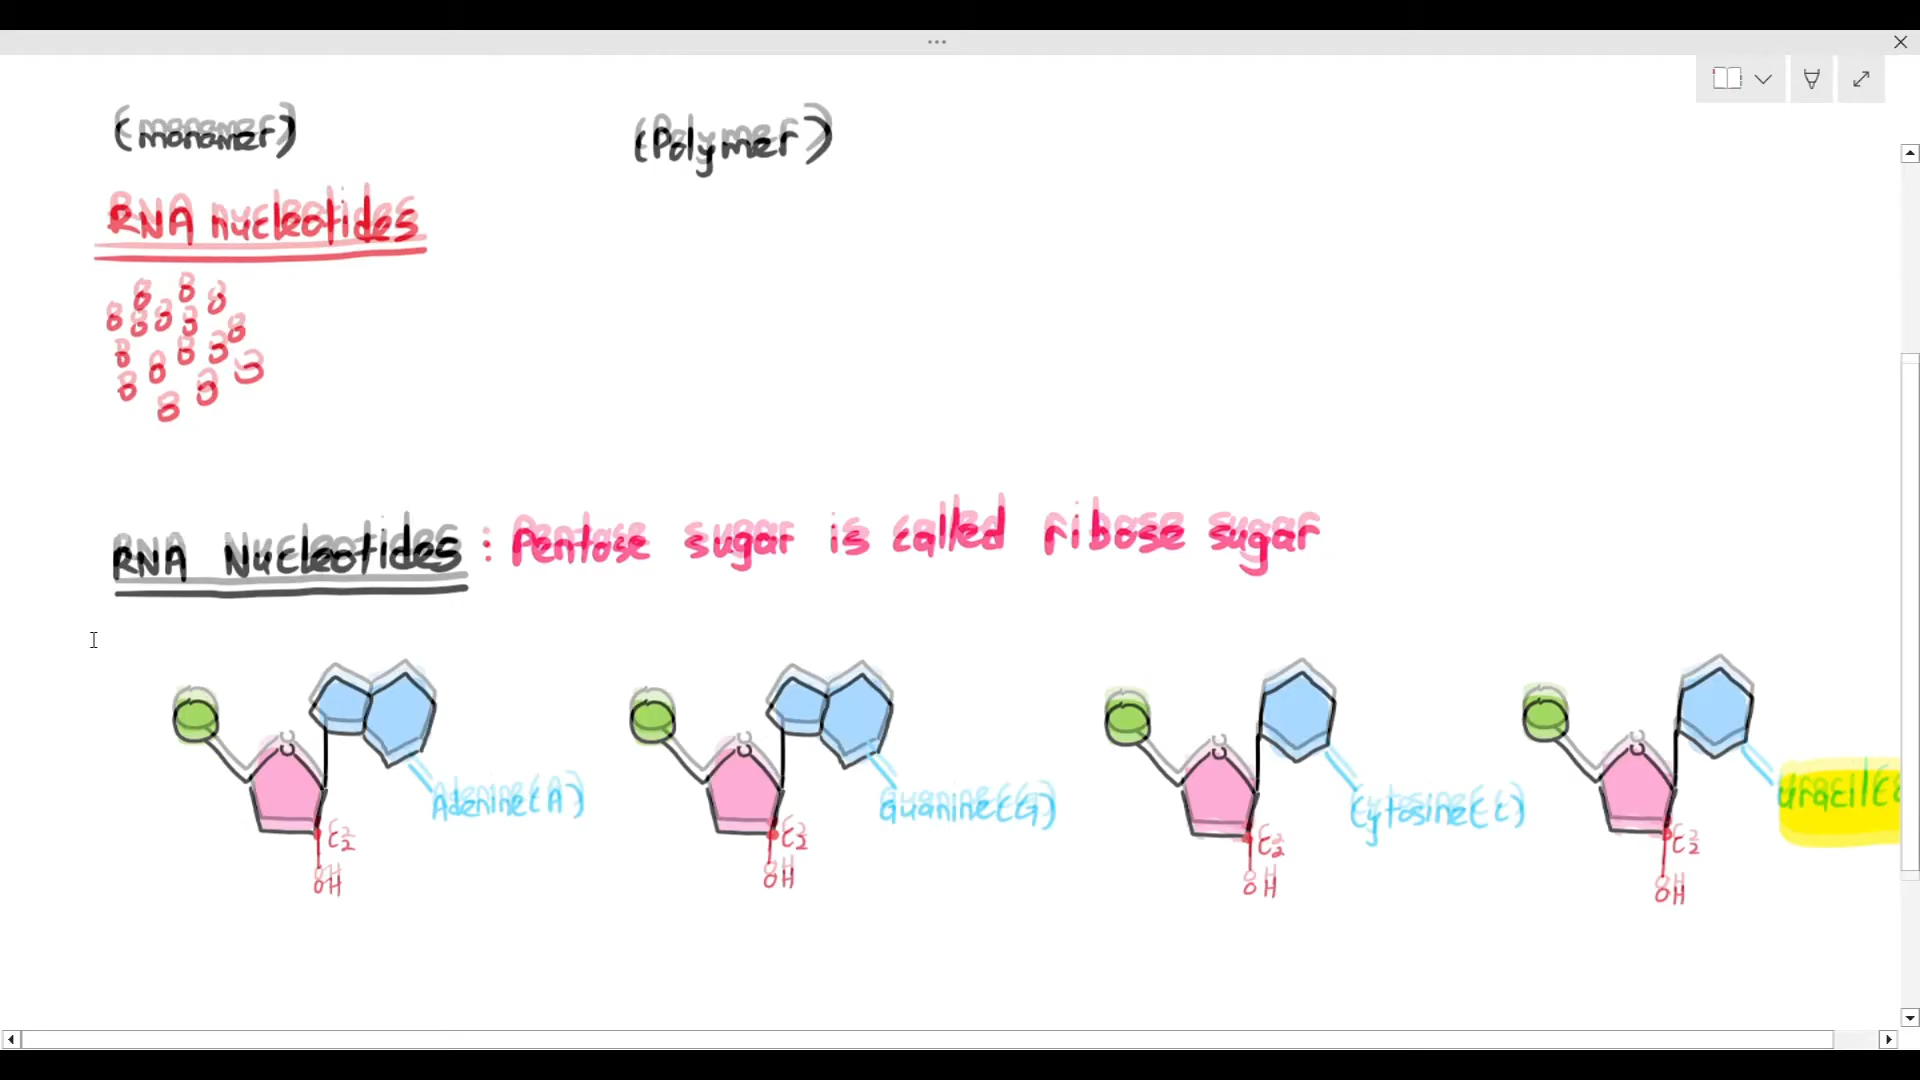 (monomer) (Polymer)
RNA nucleotides
RNA Nucleotides : Pentose sugar is called ribose sugar
Adenine(A) Guanine(G) Cytosine(C) Uracil(
C2 C2 C2 C2
OH OH OH OH